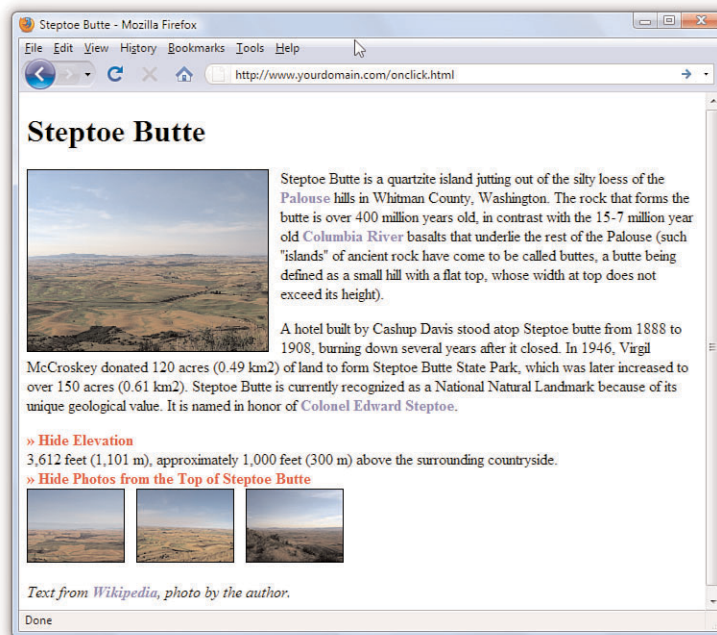 Steptoe Butte - Mozilla Firefox
File Edit View History Bookmarks Tools Help
http://www.yourdomain.com/onclick.html
Steptoe Butte
Steptoe Butte is a quartzite island jutting out of the silty loess of the
Palouse hills in Whitman County, Washington. The rock that forms the
butte is over 400 million years old, in contrast with the 15-7 million year
old Columbia River basalts that underlie the rest of the Palouse (such
"islands" of ancient rock have come to be called buttes, a butte being
defined as a small hill with a flat top, whose width at top does not
exceed its height).
A hotel built by Cashup Davis stood atop Steptoe butte from 1888 to
1908, burning down several years after it closed. In 1946, Virgil
McCroskey donated 120 acres (0.49 km2) of land to form Steptoe Butte State Park, which was later increased to
over 150 acres (0.61 km2). Steptoe Butte is currently recognized as a National Natural Landmark because of its
unique geological value. It is named in honor of Colonel Edward Steptoe.
» Hide Elevation
3,612 feet (1,101 m), approximately 1,000 feet (300 m) above the surrounding countryside.
» Hide Photos from the Top of Steptoe Butte
Text from Wikipedia, photo by the author.
Done